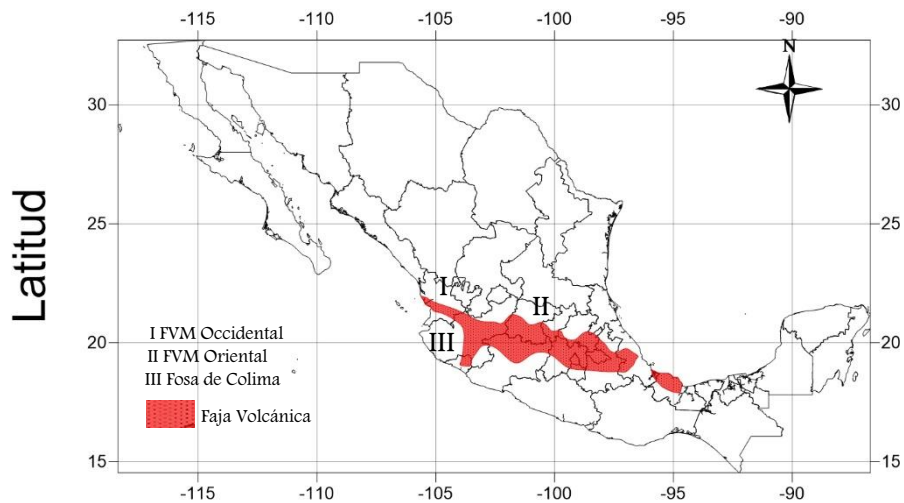 -115 -110 -105 -100 -95 -90
N
30 30
25 25
Latitud
I
II
I FVM Occidental
III
20 20
II FVM Oriental
III Fosa de Colima
Faja Volcánica
15 15
-115 -110 -105 -100 -95 -90